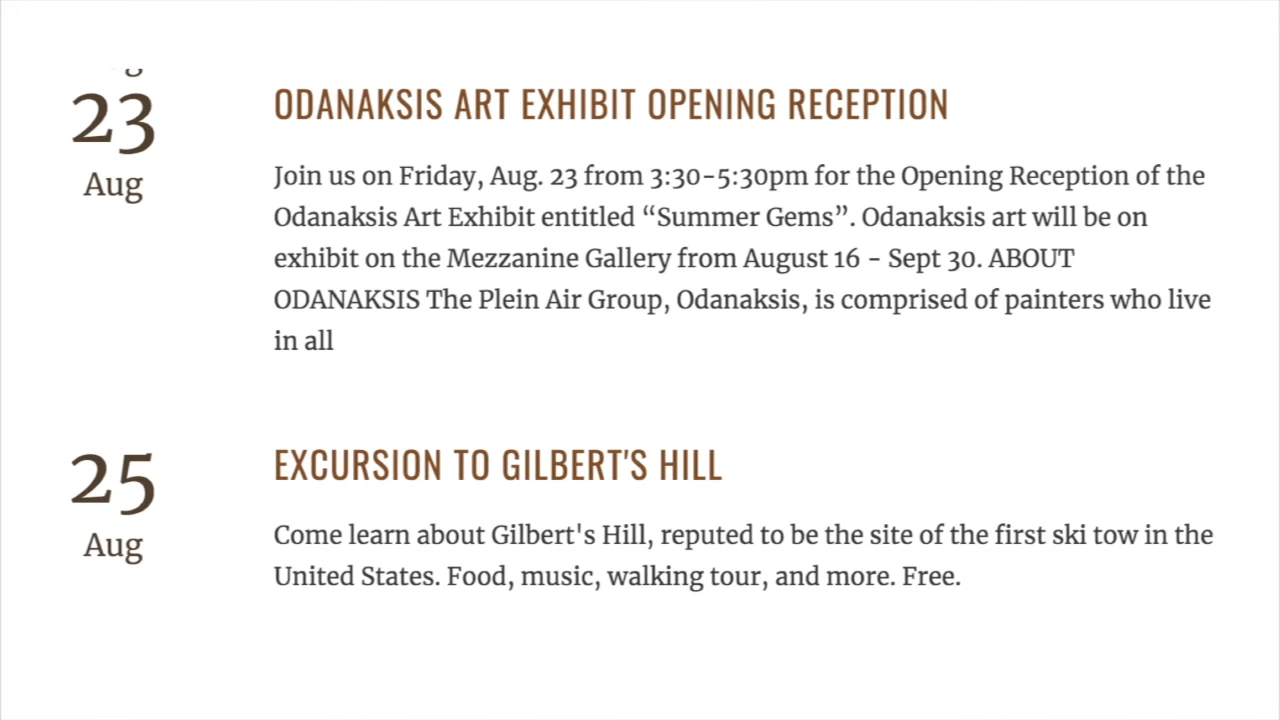 23
Aug
ODANAKSIS ART EXHIBIT OPENING RECEPTION
Join us on Friday, Aug. 23 from 3:30-5:30pm for the Opening Reception of the
Odanaksis Art Exhibit entitled “Summer Gems”. Odanaksis art will be on
exhibit on the Mezzanine Gallery from August 16 - Sept 30. ABOUT
ODANAKSIS The Plein Air Group, Odanaksis, is comprised of painters who live
in all
25
Aug
EXCURSION TO GILBERT'S HILL
Come learn about Gilbert's Hill, reputed to be the site of the first ski tow in the
United States. Food, music, walking tour, and more. Free.